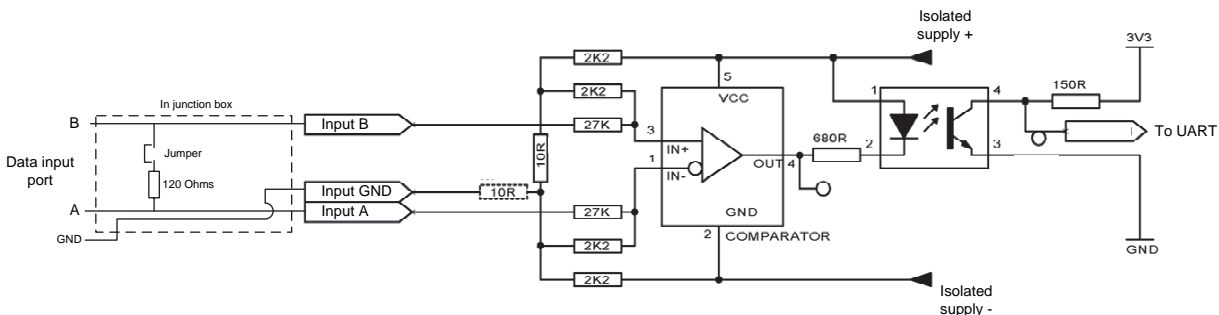 Isolated
supply +
3V3
2K2
150R
5
1
4
In junction box
2K2
VCC
B
Input B
27K
3
680R
To UART
Jumper
IN+
2
3
Data input
port
10R
1
OUT
4
IN-
120 Ohms
Input GND
10R
A
Input A
27K
GND
GND
2K2
2
COMPARATOR
GND
2K2
Isolated
supply -